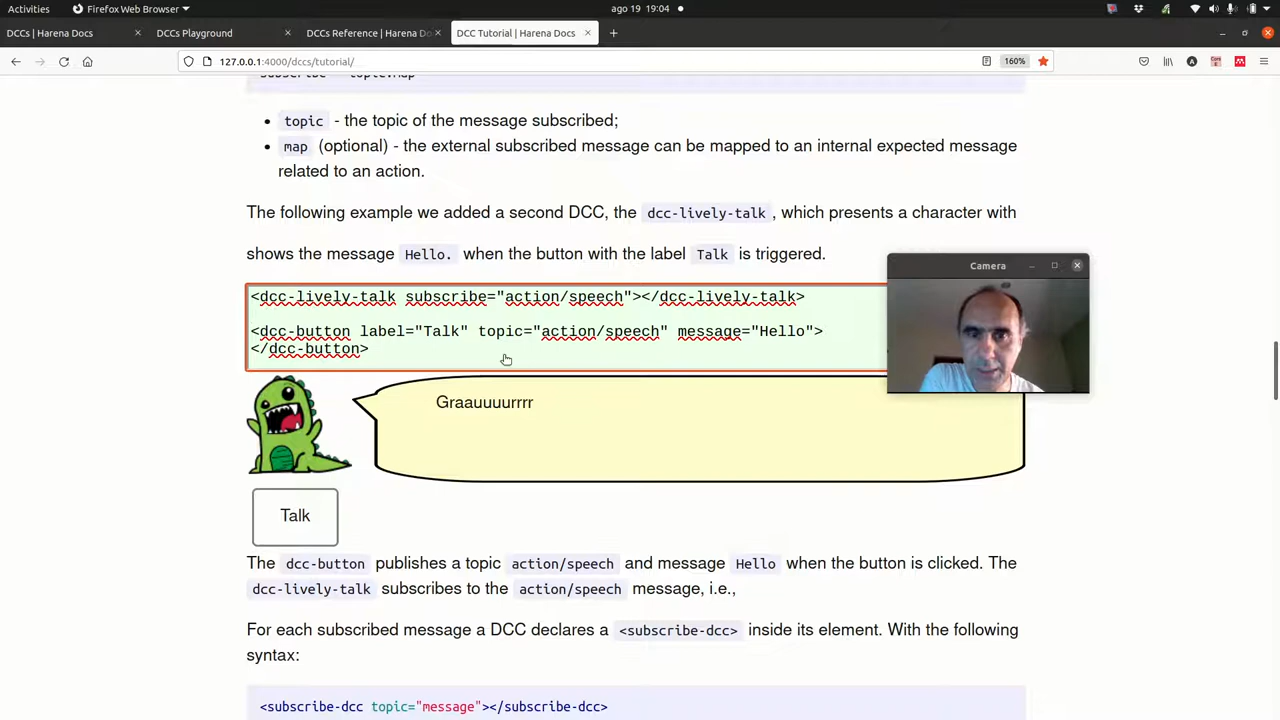 Activities Firefox Web Browser ago 19 19:04
DCCs | Harena Docs DCCs Playground DCCs Reference | Harena Do DCC Tutorial | Harena Docs
127.0.0.1:4000/dccs/tutorial/ 160%
topic - the topic of the message subscribed;
map (optional) - the external subscribed message can be mapped to an internal expected message
related to an action.
The following example we added a second DCC, the dcc-lively-talk, which presents a character with
shows the message Hello. when the button with the label Talk is triggered.
Camera
<dcc-lively-talk subscribe="action/speech"></dcc-lively-talk>
<dcc-button label="Talk" topic="action/speech" message="Hello">
</dcc-button>
Graauuuurrrr
Talk
The dcc-button publishes a topic action/speech and message Hello when the button is clicked. The
dcc-lively-talk subscribes to the action/speech message, i.e.,
For each subscribed message a DCC declares a <subscribe-dcc> inside its element. With the following
syntax:
<subscribe-dcc topic="message"></subscribe-dcc>